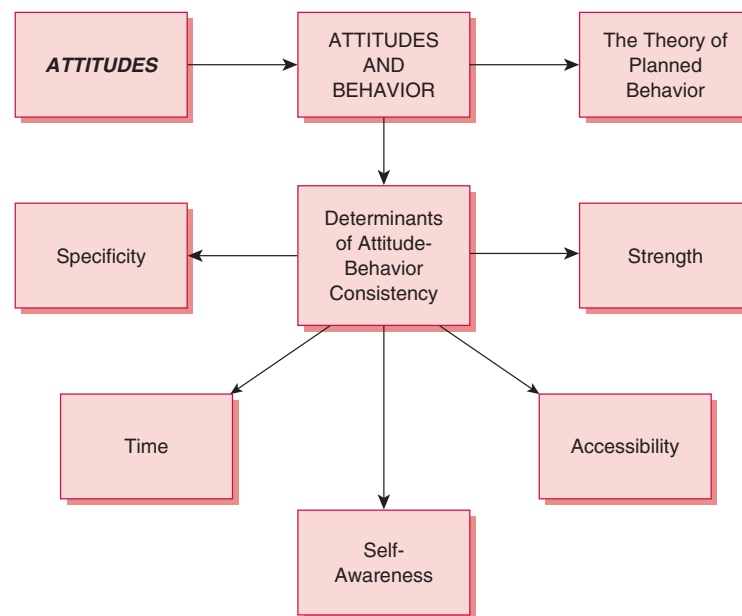 ATTITUDES
ATTITUDES
AND
BEHAVIOR
The Theory of
Planned
Behavior
Specificity
Determinants
of Attitude-
Behavior
Consistency
Strength
Time
Accessibility
Self-
Awareness